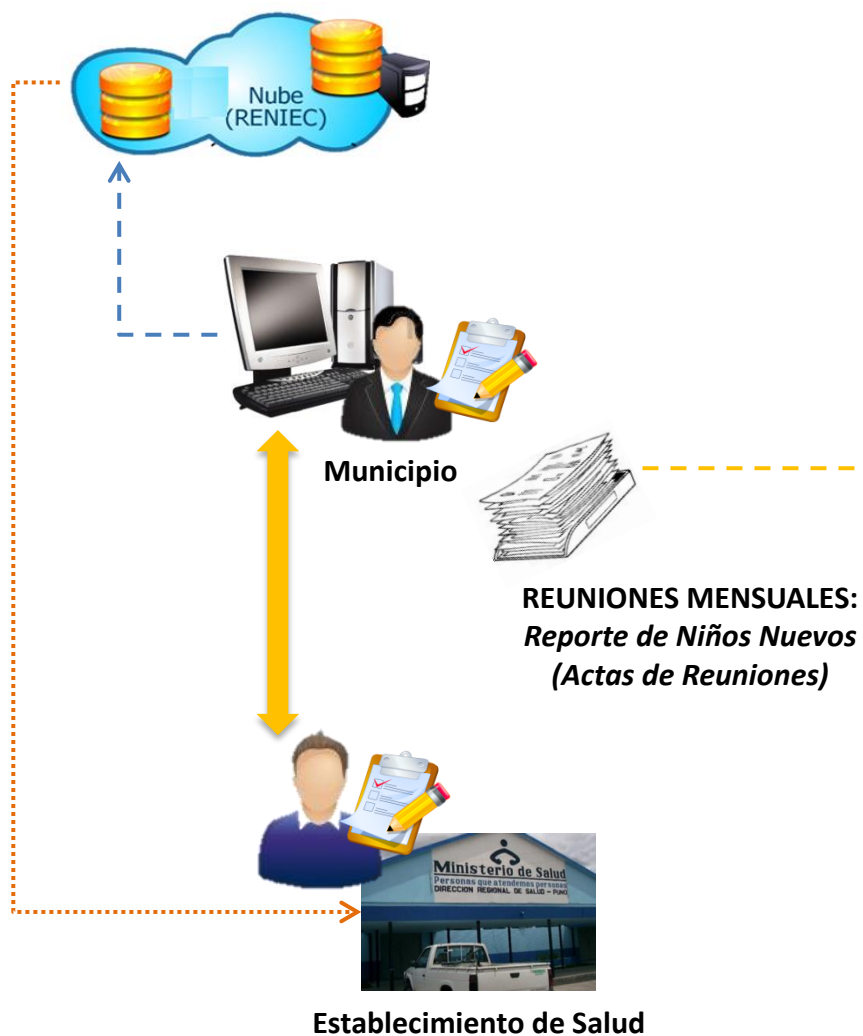 Nube
(RENIEC)
Municipio
REUNIONES MENSUALES:
Reporte de Niños Nuevos
(Actas de Reuniones)
Ministerio de Salud
Personas que atendemos personas
DIRECCION REGIONAL DE SALUD - PUNO
Establecimiento de Salud